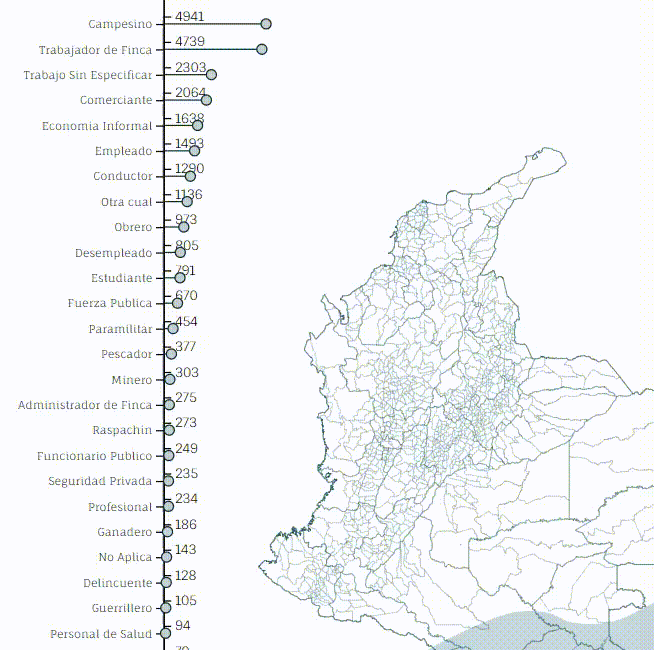 Campesino 4941
Trabajador de Finca 4739
Trabajo Sin Especificar 2303
Comerciante 2064
Economia Informal 1638
Empleado 1493
Conductor 1290
Otra cual 1136
Obrero 973
Desempleado 805
Estudiante 791
Fuerza Publica 670
Paramilitar 454
Pescador 377
Minero 303
Administrador de Finca 275
Raspachin 273
Funcionario Publico 249
Seguridad Privada 235
Profesional 234
Ganadero 186
No Aplica 143
Delincuente 128
Guerrillero 105
Personal de Salud 94